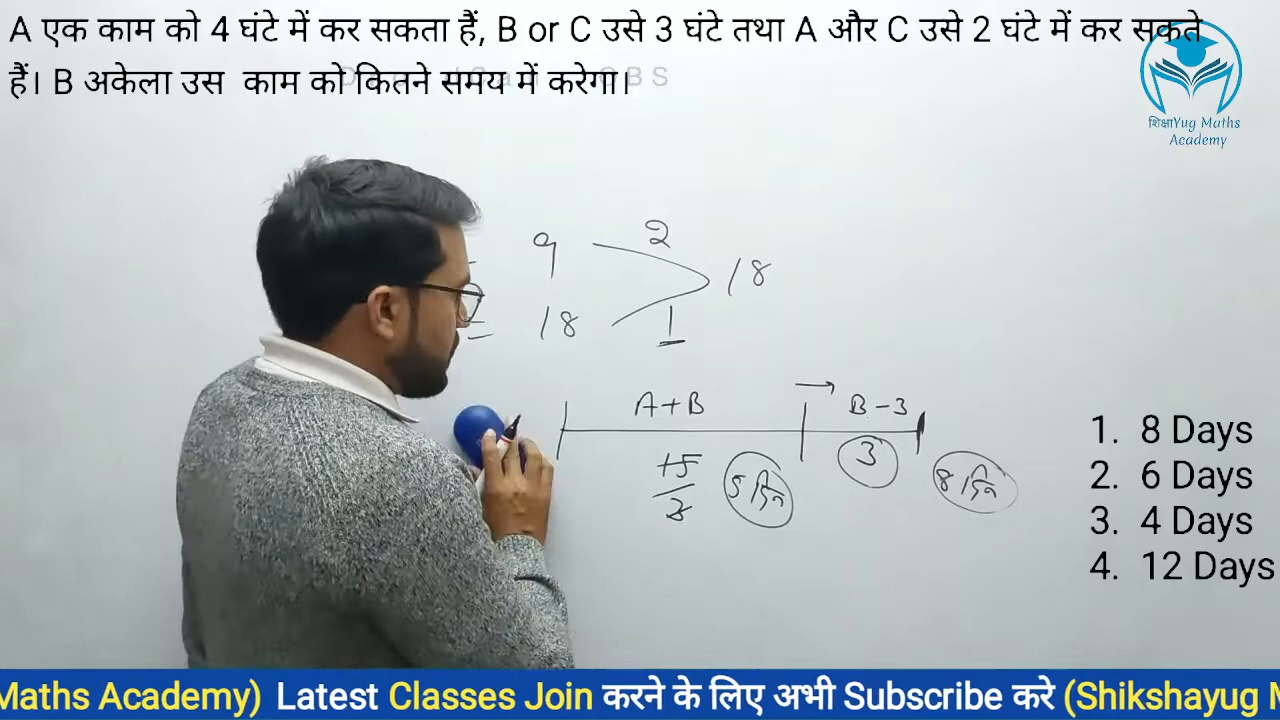 A एक काम को 4 घंटे में कर सकता हैं, B or C उसे 3 घंटे तथा A और C उसे 2 घंटे में कर सकते
हैं। B अकेला उस काम को कितने समय में करेगा।
शिक्षाYug Maths
Academy
9 2 18
= 18 1
A+B → B-3
15/3 5 दिन 3 8 दिन
1. 8 Days
2. 6 Days
3. 4 Days
4. 12 Days
Maths Academy) Latest Classes Join करने के लिए अभी Subscribe करे (Shikshayug M